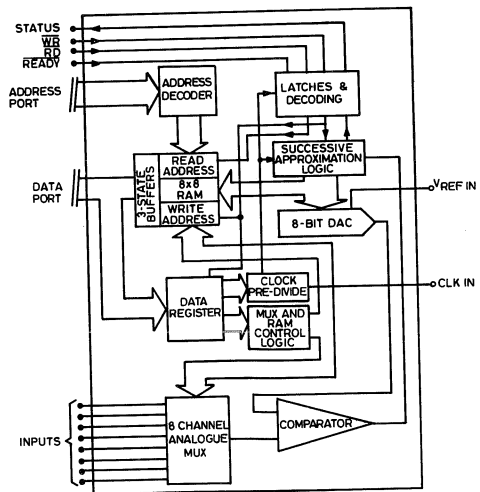 STATUS
WR
RD
READY
ADDRESS
PORT
ADDRESS
DECODER
LATCHES &
DECODING
DATA
PORT
3-STATE
BUFFERS
READ ADDRESS
8x8
RAM
WRITE ADDRESS
SUCCESSIVE
APPROXIMATION
LOGIC
VREF IN
8-BIT DAC
DATA
REGISTER
CLOCK
PRE-DIVIDE
CLK IN
MUX AND
RAM
CONTROL
LOGIC
INPUTS
8 CHANNEL
ANALOGUE
MUX
COMPARATOR